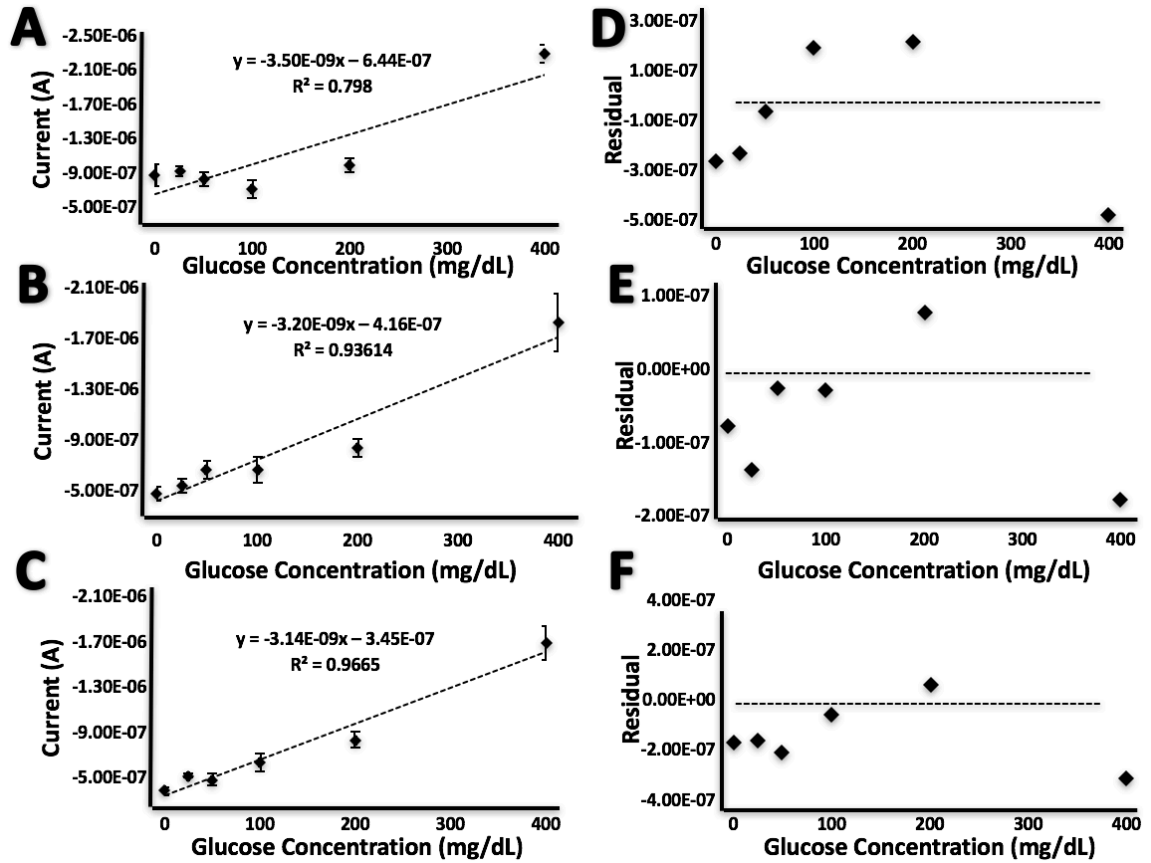 A
Current (A)
-2.50E-06
-2.10E-06
-1.70E-06
-1.30E-06
-9.00E-07
-5.00E-07
y = -3.50E-09x – 6.44E-07
R² = 0.798
0 100 200 300 400
Glucose Concentration (mg/dL)
D
Residual
3.00E-07
1.00E-07
-1.00E-07
-3.00E-07
-5.00E-07
0 100 200 300 400
Glucose Concentration (mg/dL)
B
Current (A)
-2.10E-06
-1.70E-06
-1.30E-06
-9.00E-07
-5.00E-07
y = -3.20E-09x – 4.16E-07
R² = 0.93614
0 100 200 300 400
Glucose Concentration (mg/dL)
E
Residual
1.00E-07
0.00E+00
-1.00E-07
-2.00E-07
0 100 200 300 400
Glucose Concentration (mg/dL)
C
Current (A)
-2.10E-06
-1.70E-06
-1.30E-06
-9.00E-07
-5.00E-07
y = -3.14E-09x – 3.45E-07
R² = 0.9665
0 100 200 300 400
Glucose Concentration (mg/dL)
F
Residual
4.00E-07
2.00E-07
0.00E+00
-2.00E-07
-4.00E-07
0 100 200 300 400
Glucose Concentration (mg/dL)